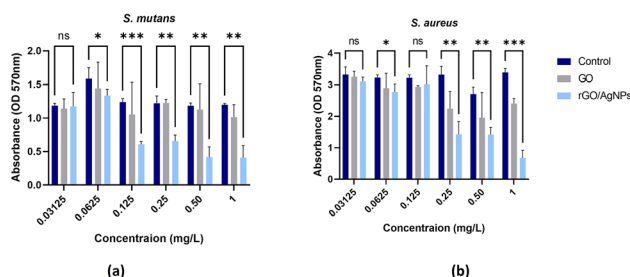 S. mutans
ns * *** ** ** **
Absorbance (OD 570nm)
2.0
1.5
1.0
0.5
0.0
0.03125 0.0625 0.125 0.25 0.50 1
Concentraion (mg/L)
(a)
S. aureus
ns * ns ** ** ***
Absorbance (OD 570nm)
4
3
2
1
0
0.03125 0.0625 0.125 0.25 0.50 1
Concentraion (mg/L)
(b)
Control
GO
rGO/AgNPs